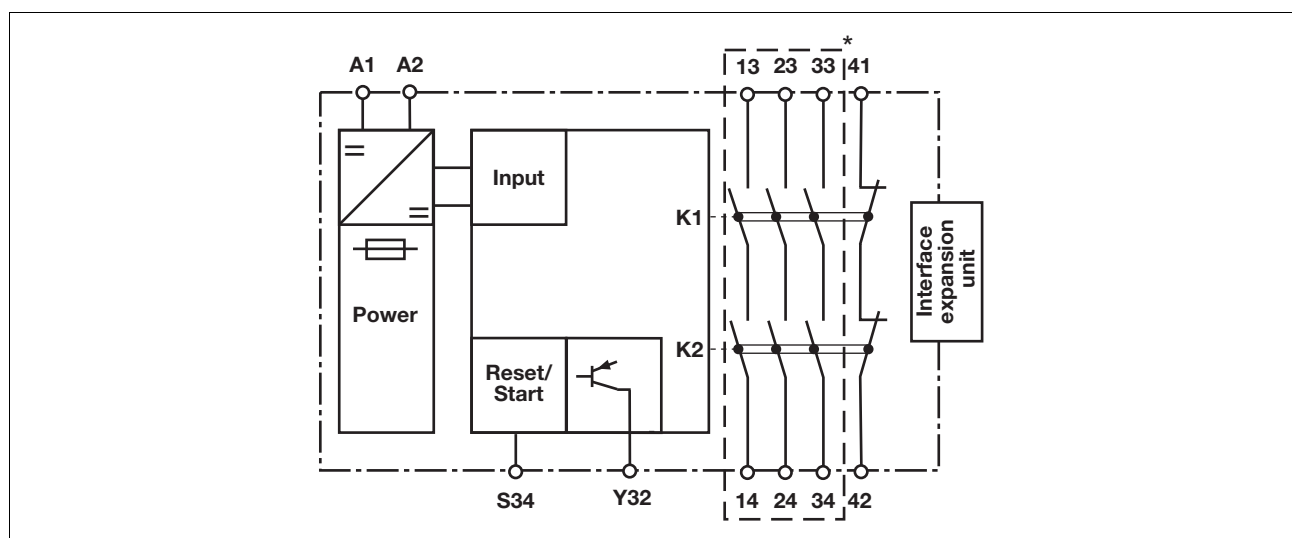 *
A1 A2 13 23 33 41
Input
K1
Power
Interface
expansion
unit
K2
Reset/
Start
S34 Y32 14 24 34 42